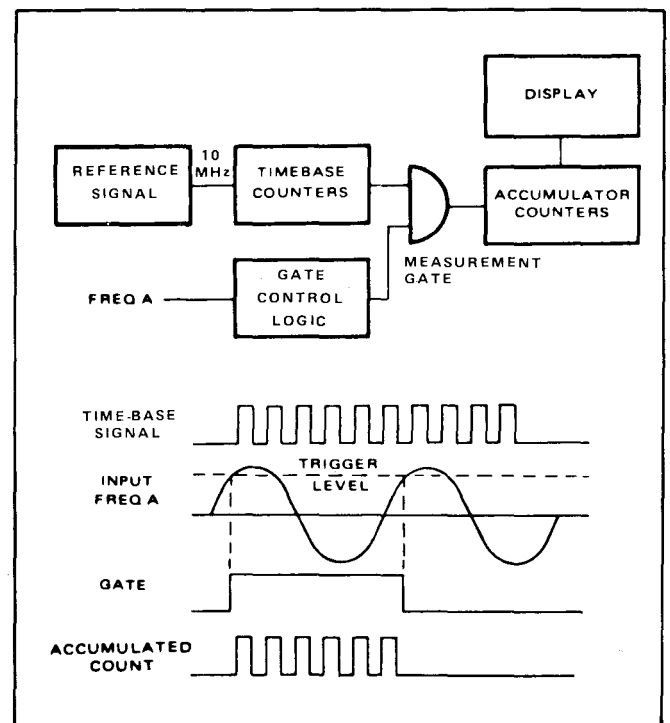 DISPLAY
REFERENCE
SIGNAL
10
MHz
TIMEBASE
COUNTERS
ACCUMULATOR
COUNTERS
MEASUREMENT
GATE
FREQ A
GATE
CONTROL
LOGIC
TIME-BASE
SIGNAL
TRIGGER
LEVEL
INPUT
FREQ A
GATE
ACCUMULATED
COUNT